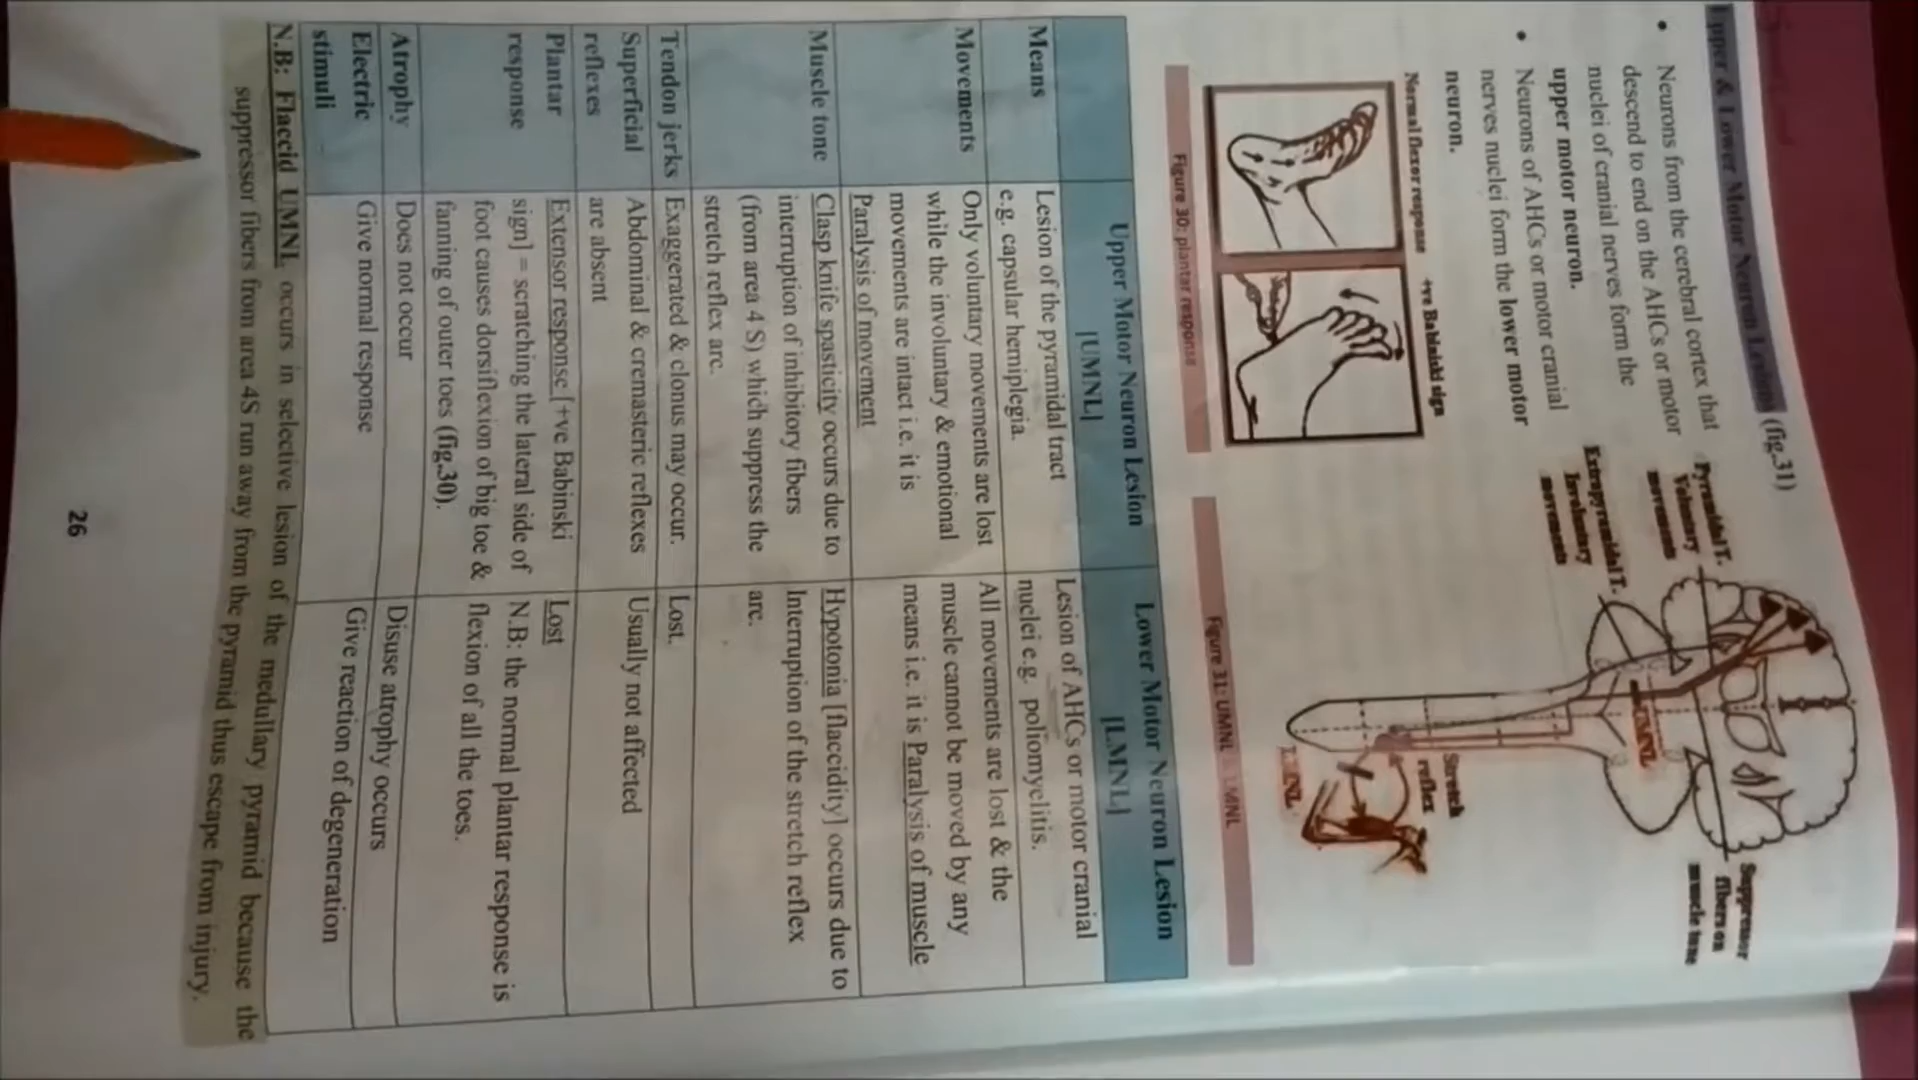 Upper & Lower Motor Neuron Lesions (fig.31)
• Neurons from the cerebral cortex that
descend to end on the AHCs or motor
nuclei of cranial nerves form the
upper motor neuron.
• Neurons of AHCs or motor cranial
nerves nuclei form the lower motor
neuron.
Pyramidal T.
Voluntary
movements
Extrapyramidal T.
Involuntary
movements
Suppressor
fibers on
muscle tone
UMNL
Stretch
reflex
LMNL
Normal flexor response
+ve Babinski sign
Figure 30: plantar response
Figure 31: UMNL & LMNL
Upper Motor Neuron Lesion
[UMNL]
Lower Motor Neuron Lesion
[LMNL]
Means
Lesion of the pyramidal tract
e.g. capsular hemiplegia.
Lesion of AHCs or motor cranial
nuclei e.g. poliomyelitis.
Movements
Only voluntary movements are lost
while the involuntary & emotional
movements are intact i.e. it is
Paralysis of movement
All movements are lost & the
muscle cannot be moved by any
means i.e. it is Paralysis of muscle
Muscle tone
Clasp knife spasticity occurs due to
interruption of inhibitory fibers
(from area 4 S) which suppress the
stretch reflex arc.
Hypotonia [flaccidity] occurs due to
Interruption of the stretch reflex
arc.
Tendon jerks
Exaggerated & clonus may occur.
Lost.
Superficial
reflexes
Abdominal & cremasteric reflexes
are absent
Usually not affected
Plantar
response
Extensor response [+ve Babinski
sign] = scratching the lateral side of
foot causes dorsiflexion of big toe &
fanning of outer toes (fig.30).
Lost
N.B: the normal plantar response is
flexion of all the toes.
Atrophy
Does not occur
Disuse atrophy occurs
Electric
stimuli
Give normal response
Give reaction of degeneration
N.B: Flaccid UMNL occurs in selective lesion of the medullary pyramid because the
suppressor fibers from area 4S run away from the pyramid thus escape from injury.
26